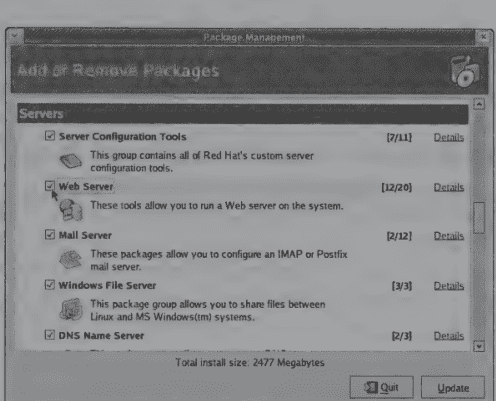 Package Management
Add or Remove Packages
Servers
Server Configuration Tools [7/11] Details
This group contains all of Red Hat's custom server
configuration tools.
Web Server [12/20] Details
These tools allow you to run a Web server on the system.
Mail Server [2/12] Details
These packages allow you to configure an IMAP or Postfix
mail server.
Windows File Server [3/3] Details
This package group allows you to share files between
Linux and MS Windows(tm) systems.
DNS Name Server [2/3] Details
Total install size: 2477 Megabytes
Quit Update